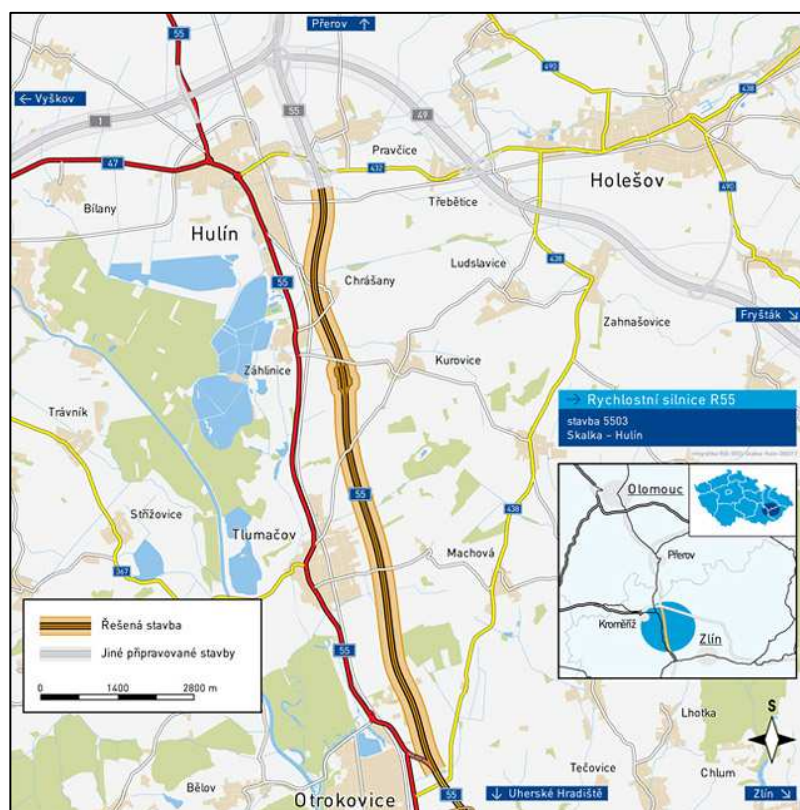 55
Přerov ↑
490
438
← Vyškov
1
55
49
Pravčice
47
432
Třebětice
Holešov
490
Bílany
Hulín
438
55
Chrášťany
Ludslavice
Zahnašovice
Fryšták ↘
Záhlinice
Kurovice
Trávník
→ Rychlostní silnice R55
stavba 5503
Skalka – Hulín
55
438
Olomouc
Střížovice
Tlumačov
Machová
Přerov
367
Kroměříž
Zlín
Řešená stavba
Jiné připravované stavby
55
0 1400 2800 m
Lhotka
S
Bělov
Otrokovice
55
↓ Uherské Hradiště
Těčovice
Chlum
Zlín ↘